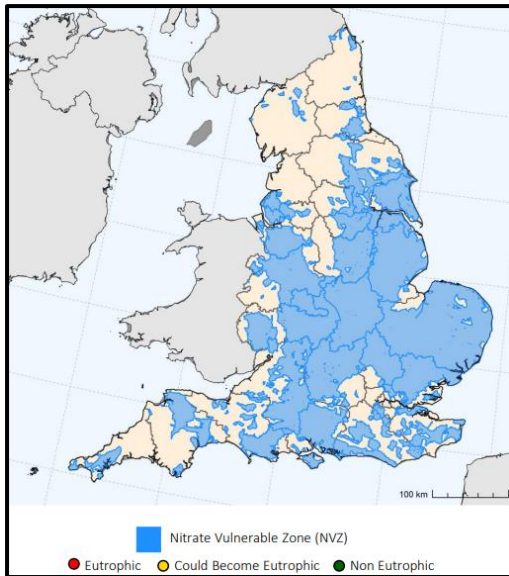 100 km
Nitrate Vulnerable Zone (NVZ)
Eutrophic Could Become Eutrophic Non Eutrophic